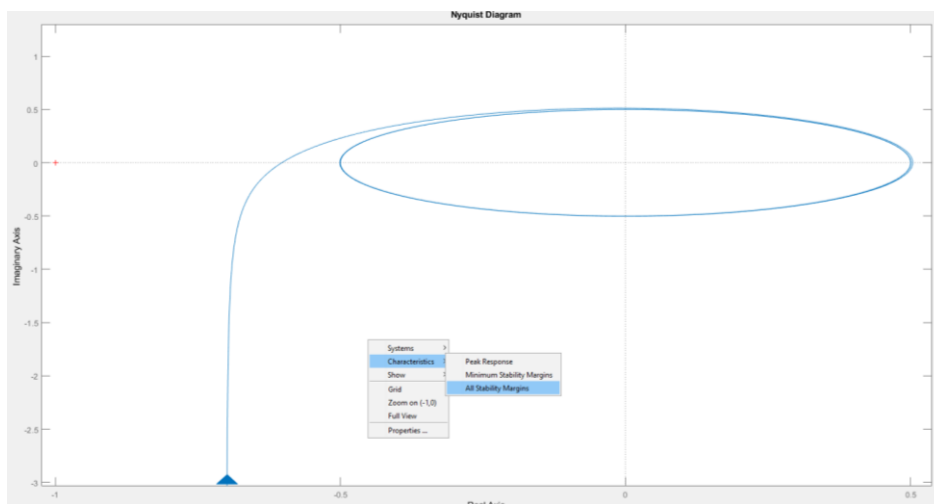 Nyquist Diagram
1
0.5
0
-0.5
-1
-1.5
-2
-2.5
-3
Imaginary Axis
Systems >
Characteristics
Show
Grid
Zoom on (-1,0)
Full View
Properties ...
Peak Response
Minimum Stability Margins
All Stability Margins
-1
-0.5
0
0.5